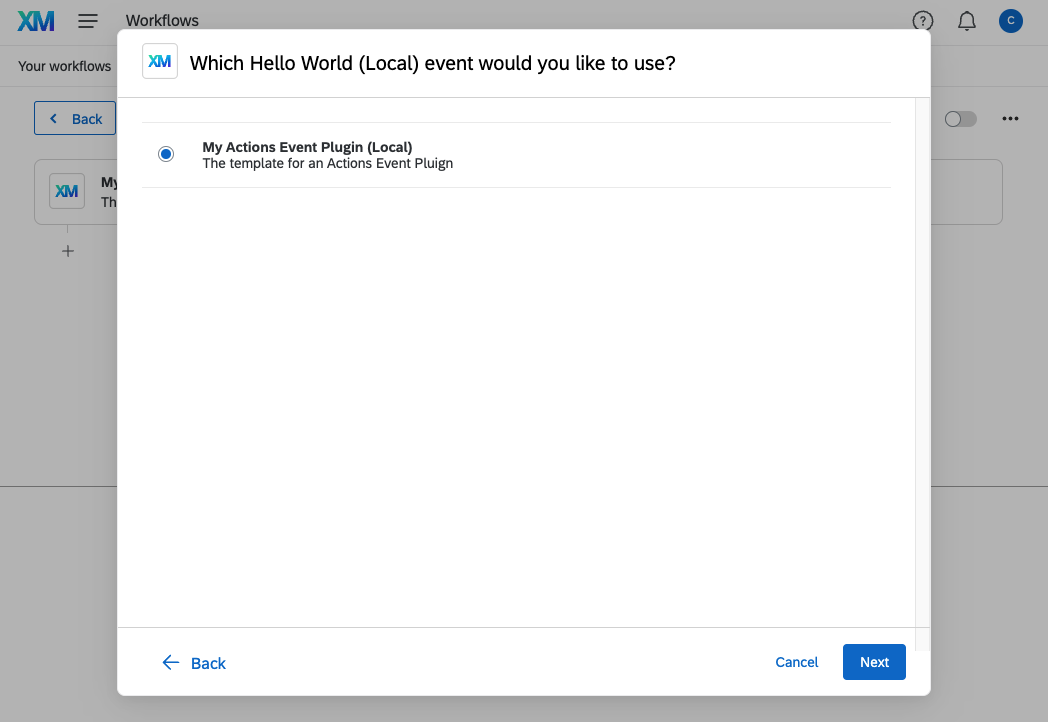 XM
Workflows
?
C
Your workflows
XM
Which Hello World (Local) event would you like to use?
Back
My Actions Event Plugin (Local)
The template for an Actions Event Pluign
XM
My
Th
Back
Cancel
Next